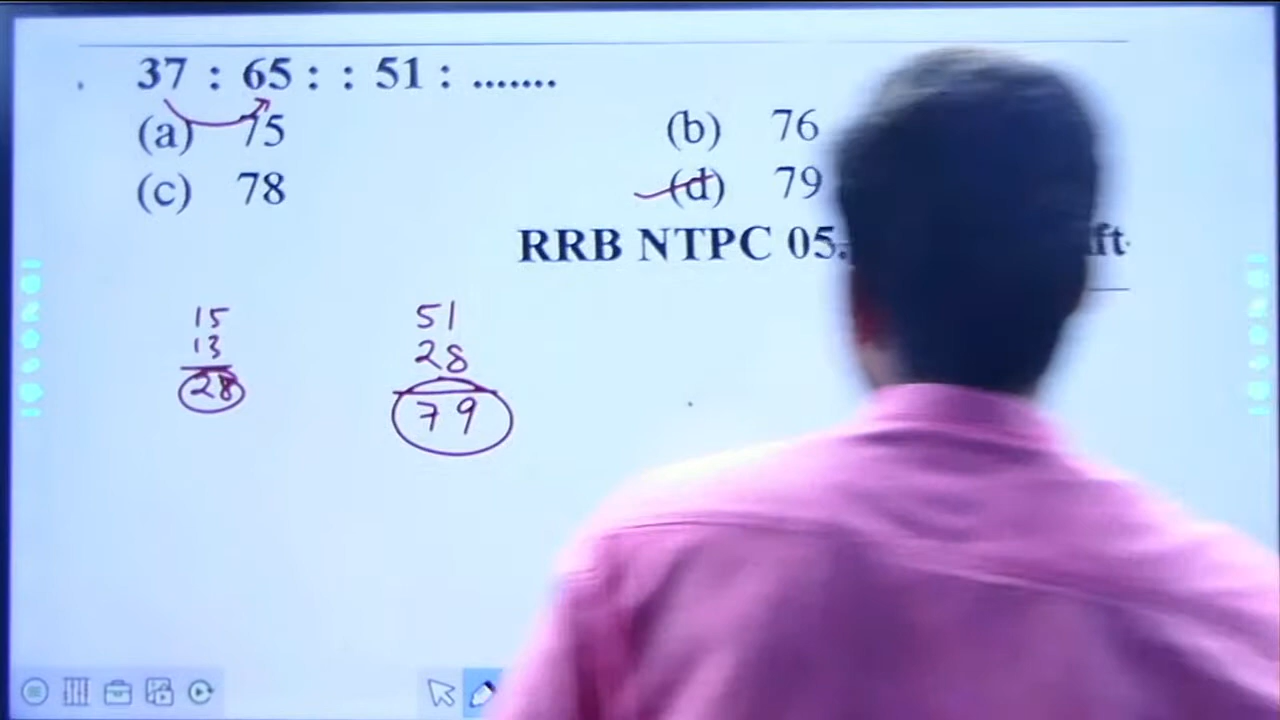 37 : 65 : : 51 : .......
(a) 75 (b) 76
(c) 78 (d) 79
RRB NTPC 05.
15 51
13 28
28 79